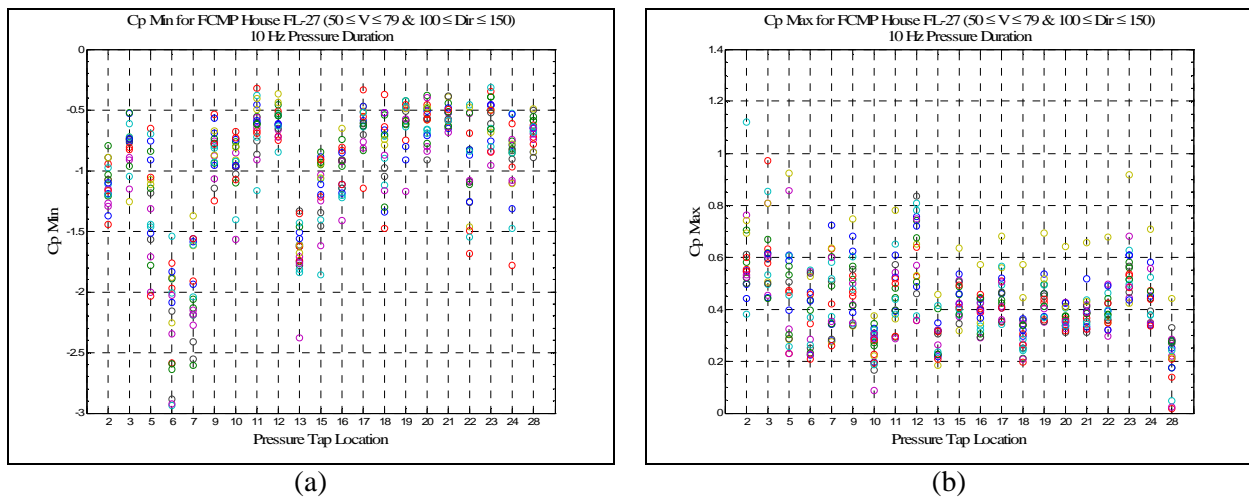 Cp Min for FCMP House FL-27 (50 ≤ V ≤ 79 & 100 ≤ Dir ≤ 150)
10 Hz Pressure Duration
0
-0.5
-1
-1.5
-2
-2.5
-3
Cp Min
2 3 5 6 7 9 10 11 12 13 15 16 17 18 19 20 21 22 23 24 28
Pressure Tap Location
(a)
Cp Max for FCMP House FL-27 (50 ≤ V ≤ 79 & 100 ≤ Dir ≤ 150)
10 Hz Pressure Duration
1.4
1.2
1
0.8
0.6
0.4
0.2
0
Cp Max
2 3 5 6 7 9 10 11 12 13 15 16 17 18 19 20 21 22 23 24 28
Pressure Tap Location
(b)